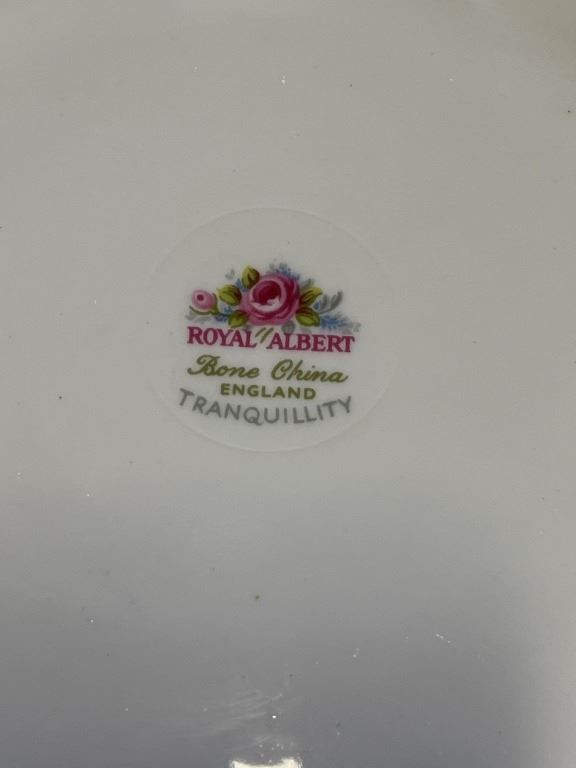 ROYAL ALBERT
Bone China
ENGLAND
TRANQUILLITY